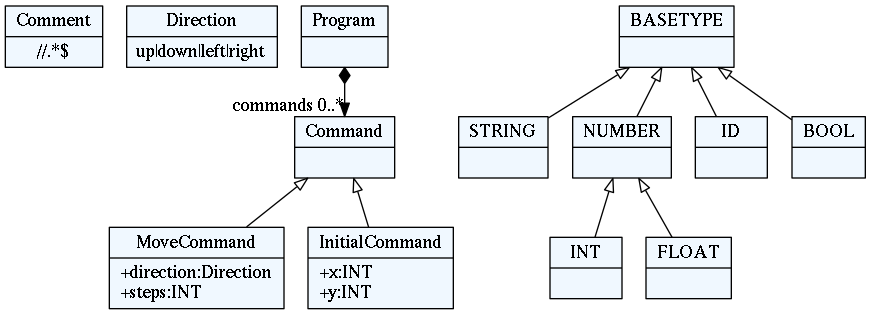 Comment
//.*$
Direction
up|down|left|right
Program
commands 0..*
Command
MoveCommand
+direction:Direction
+steps:INT
InitialCommand
+x:INT
+y:INT
BASETYPE
STRING
NUMBER
ID
BOOL
INT
FLOAT